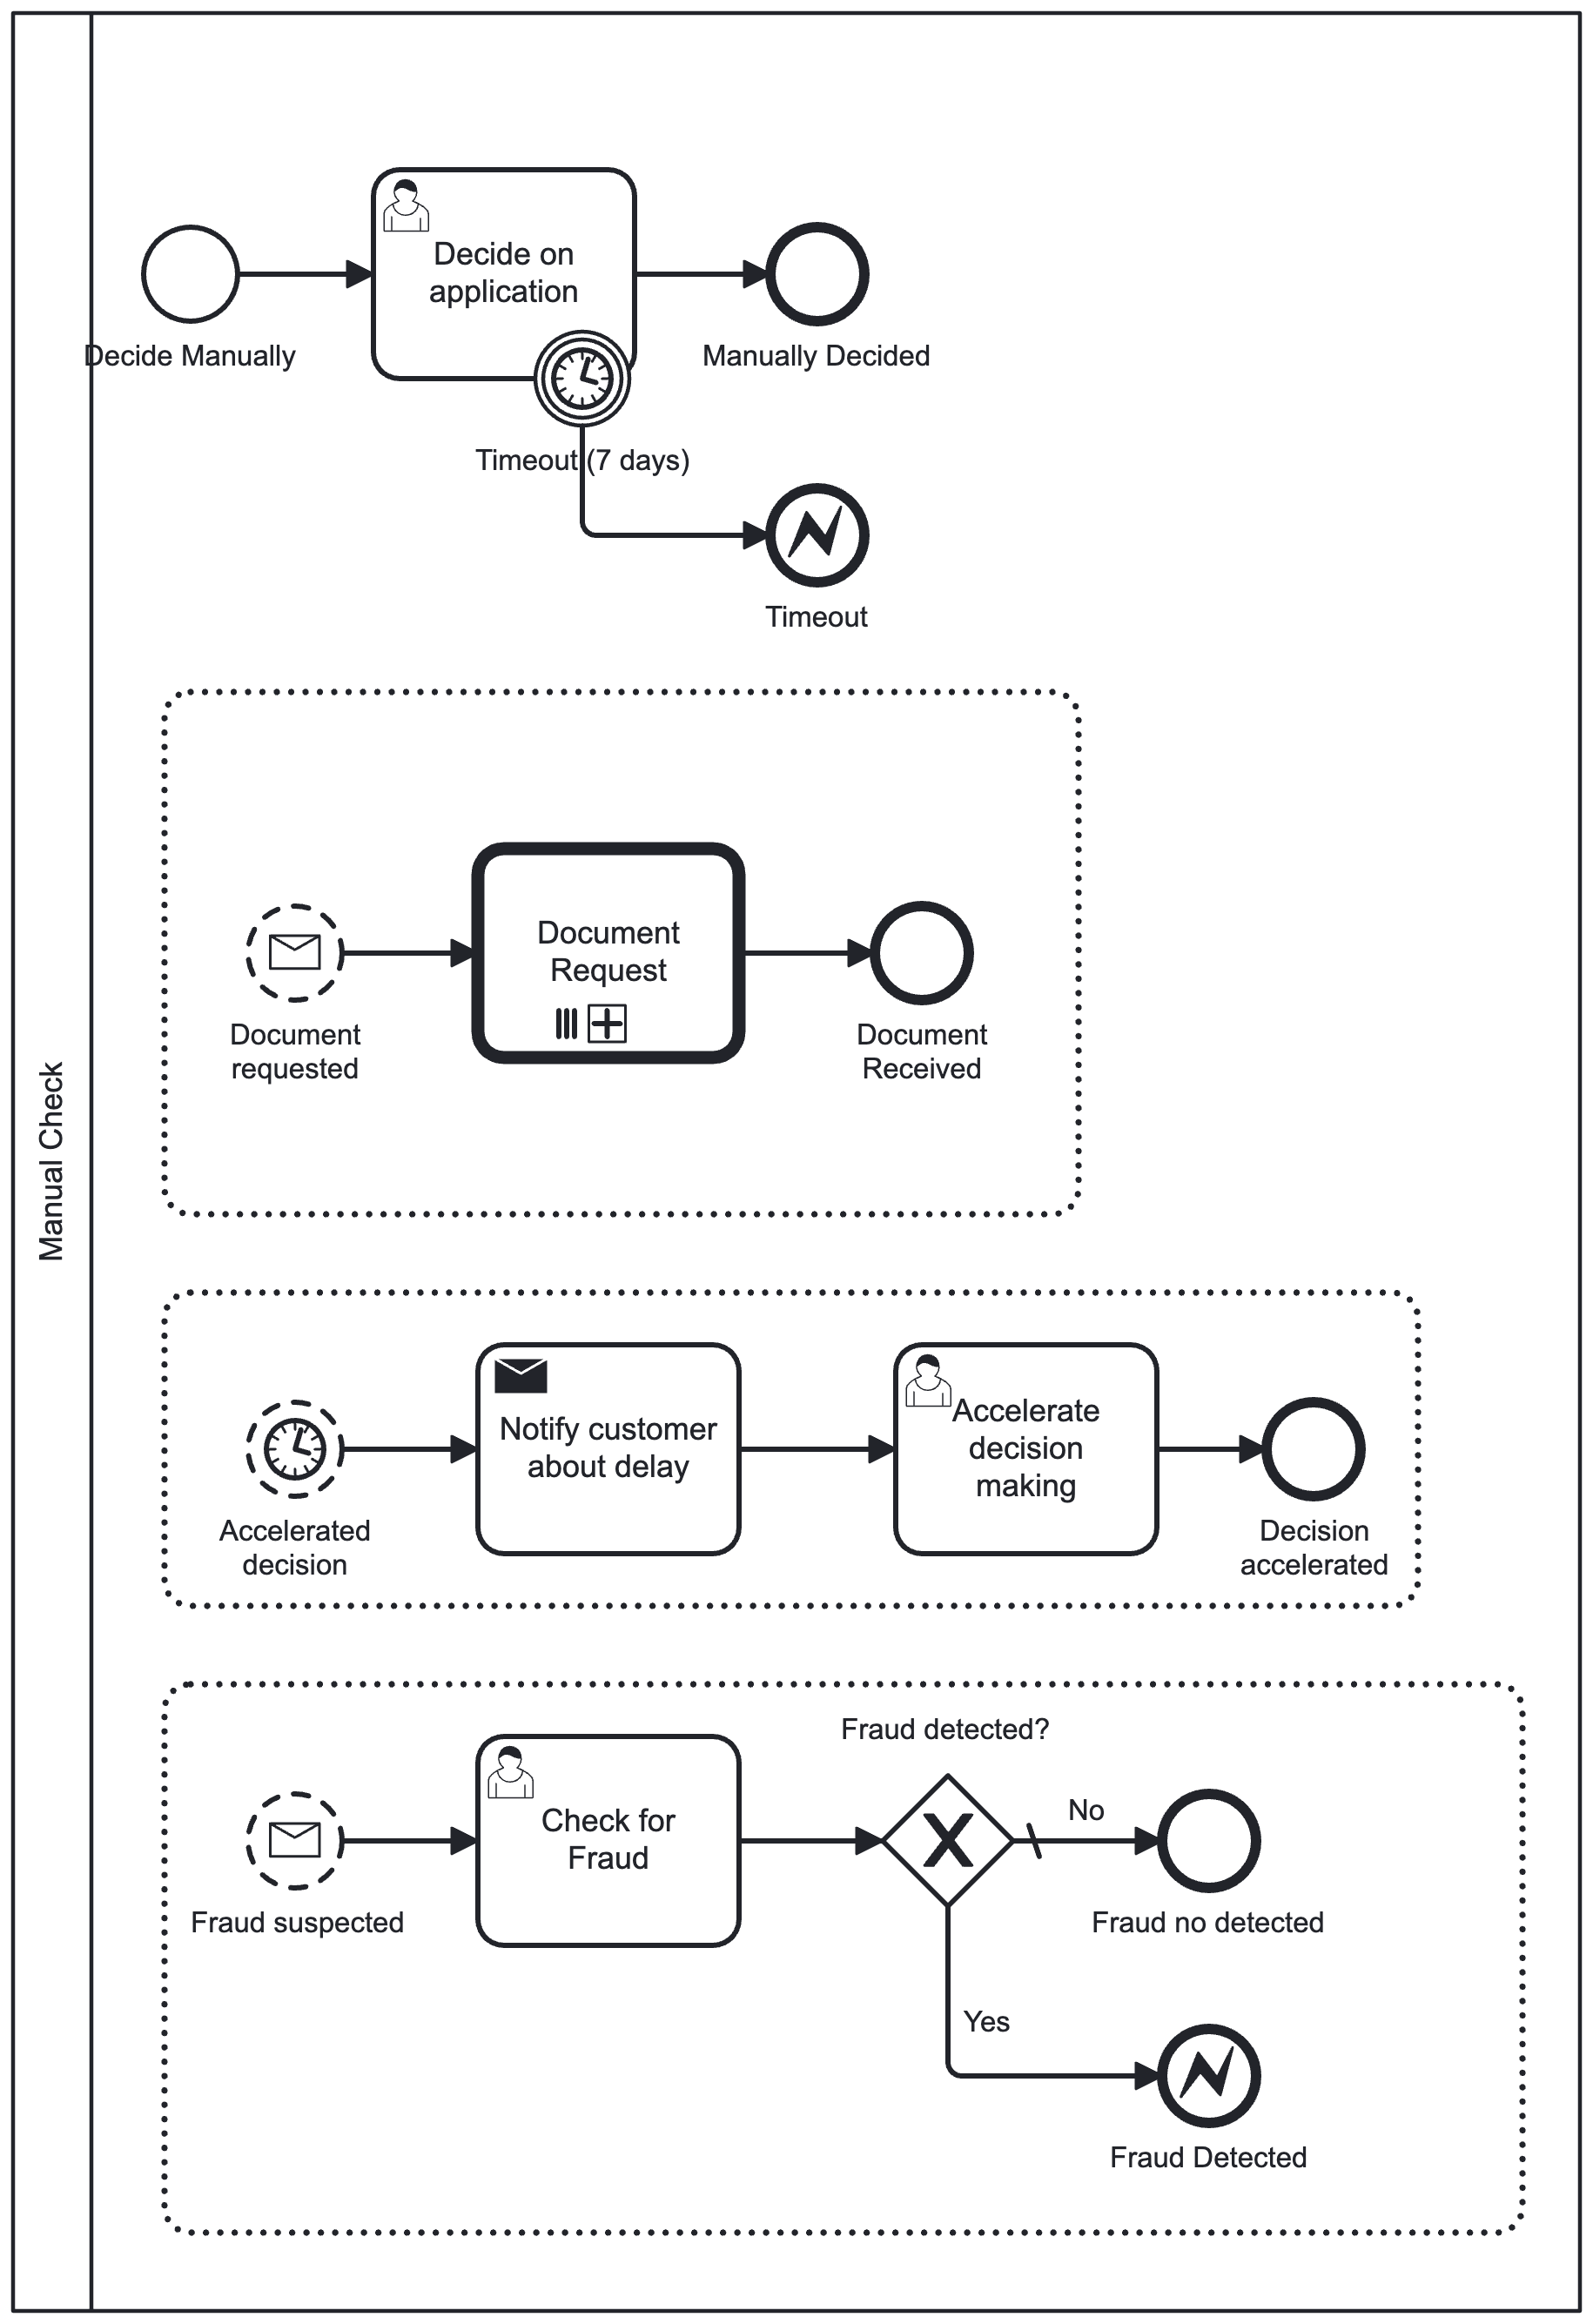 Manual Check
Decide on
application
Decide Manually
Manually Decided
Timeout (7 days)
Timeout
Document
Request
Document
requested
Document
Received
Notify customer
about delay
Accelerate
decision
making
Accelerated
decision
Decision
accelerated
Fraud detected?
Check for
Fraud
No
Fraud suspected
Fraud no detected
Yes
Fraud Detected